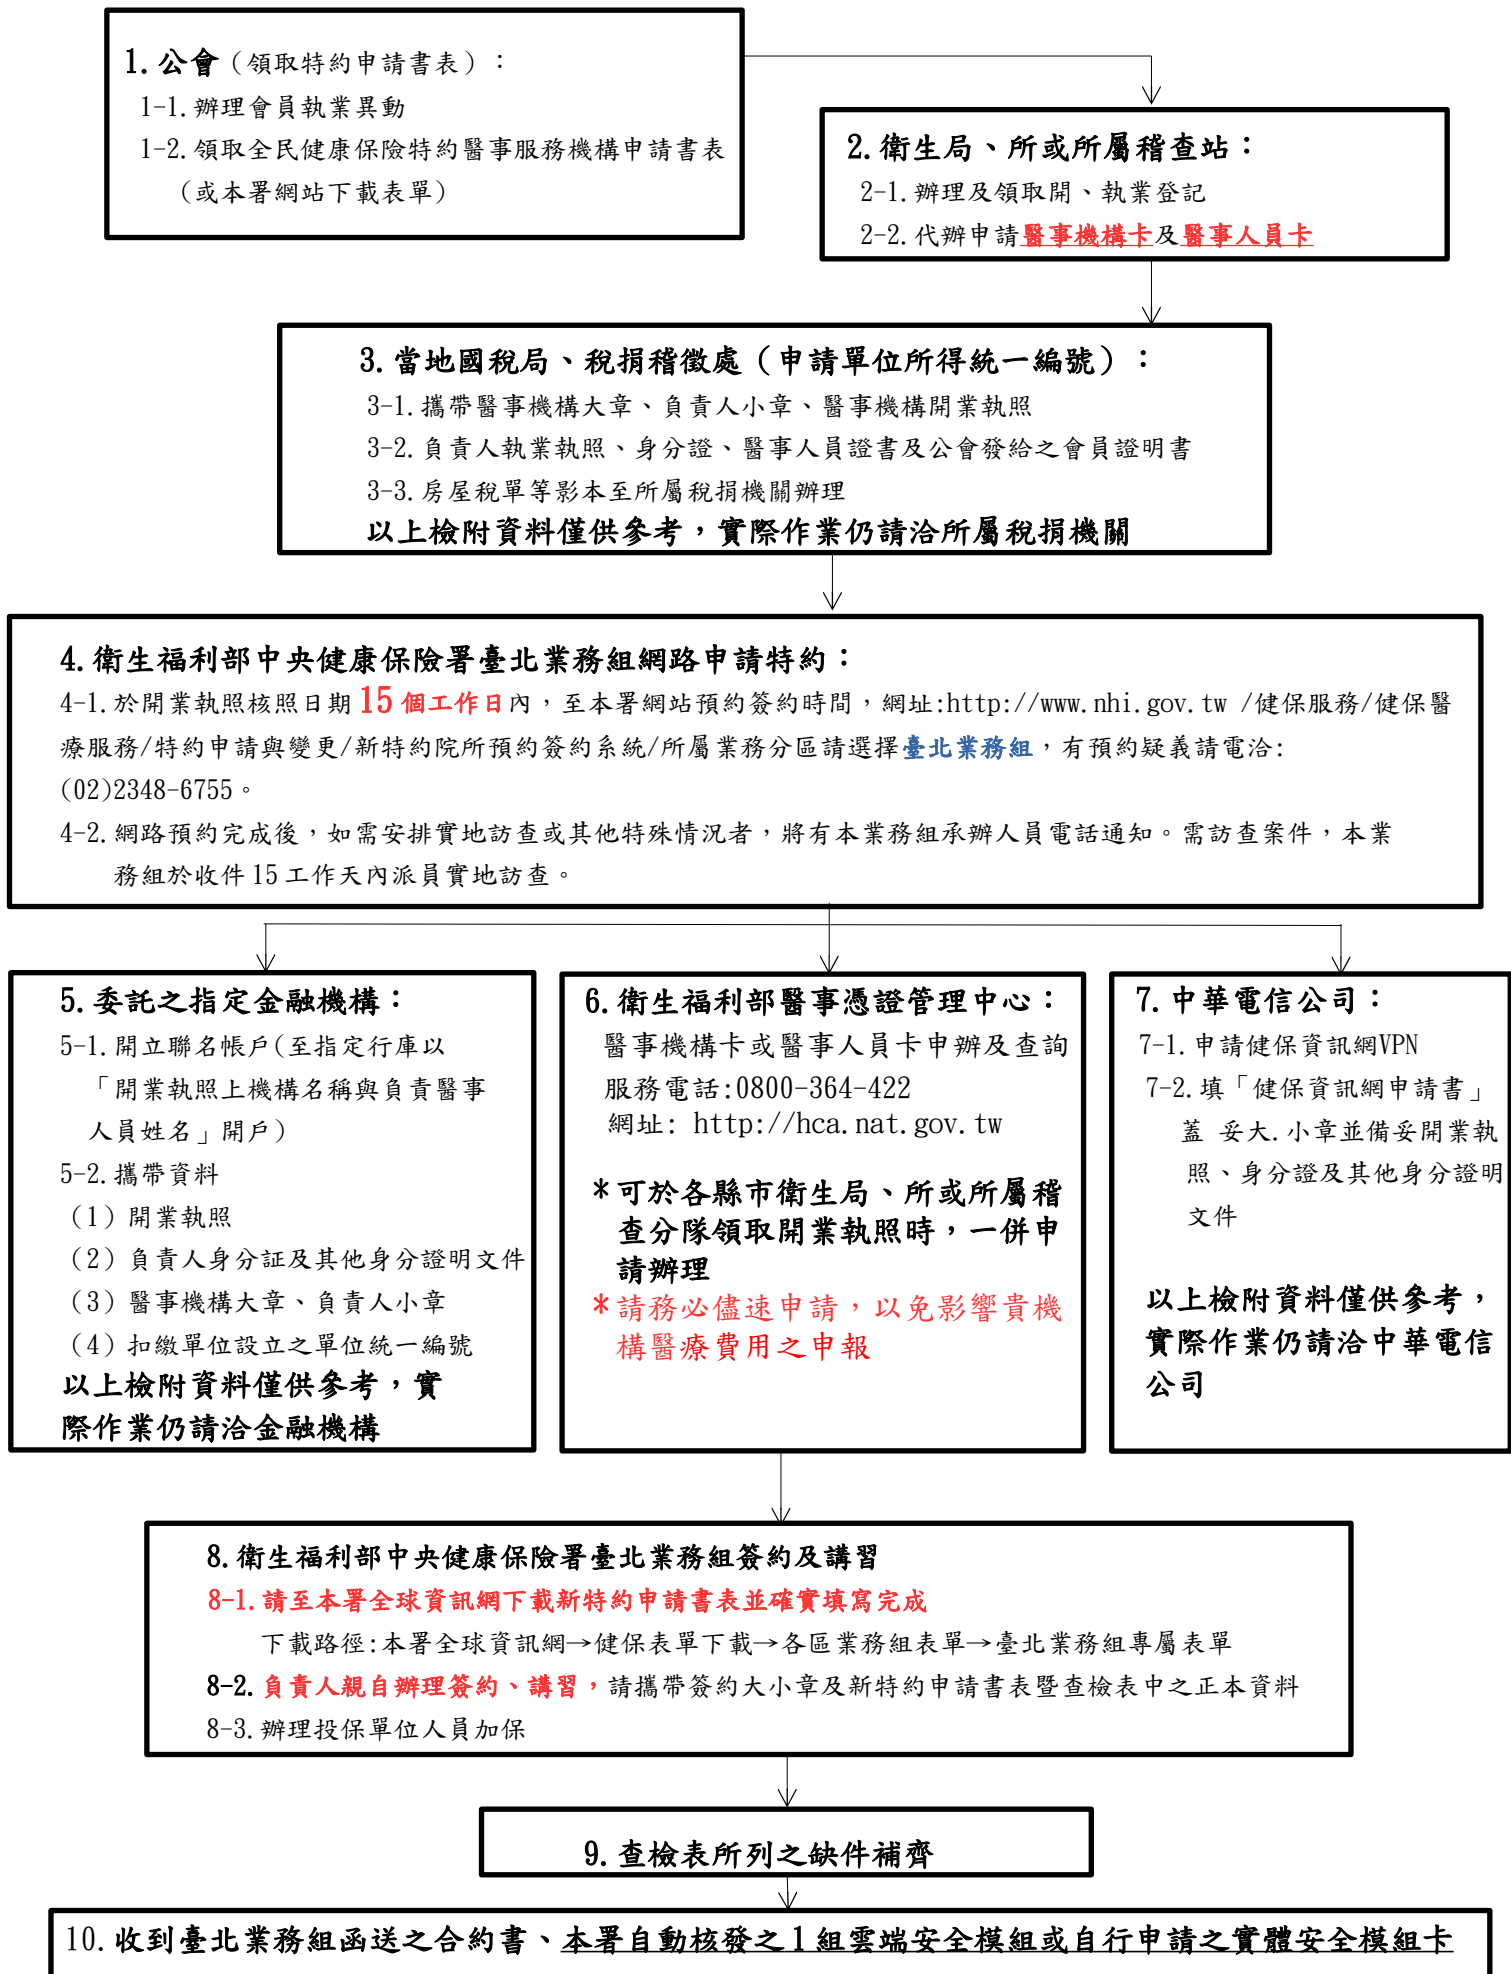 1.公會（領取特約申請書表）：
1-1.辦理會員執業異動
1-2.領取全民健康保險特約醫事服務機構申請書表
(或本署網站下載表單)
2.衛生局、所或所屬稽查站：
2-1.辦理及領取開、執業登記
2-2.代辦申請醫事機構卡及醫事人員卡
3.當地國稅局、稅捐稽徵處（申請單位所得統一編號）：
3-1.攜帶醫事機構大章、負責人小章、醫事機構開業執照
3-2.負責人執業執照、身分證、醫事人員證書及公會發給之會員證明書
3-3.房屋稅單等影本至所屬稅捐機關辦理
以上檢附資料僅供參考，實際作業仍請洽所屬稅捐機關
4.衛生福利部中央健康保險署臺北業務組網路申請特約：
4-1.於開業執照核照日期15個工作日內，至本署網站預約簽約時間，網址:http://www.nhi.gov.tw /健保服務/健保醫
療服務/特約申請與變更/新特約院所預約簽約系統/所屬業務分區請選擇臺北業務組，有預約疑義請電洽:
(02)2348-6755。
4-2.網路預約完成後，如需安排實地訪查或其他特殊情況者，將有本業務組承辦人員電話通知。需訪查案件，本業
務組於收件15工作天內派員實地訪查。
5.委託之指定金融機構：
5-1.開立聯名帳戶(至指定行庫以
「開業執照上機構名稱與負責醫事
人員姓名」開戶)
5-2.攜帶資料
（1）開業執照
（2）負責人身分証及其他身分證明文件
（3）醫事機構大章、負責人小章
（4）扣繳單位設立之單位統一編號
以上檢附資料僅供參考，實
際作業仍請洽金融機構
6.衛生福利部醫事憑證管理中心：
醫事機構卡或醫事人員卡申辦及查詢
服務電話:0800-364-422
網址: http://hca.nat.gov.tw
*可於各縣市衛生局、所或所屬稽
查分隊領取開業執照時，一併申
請辦理
*請務必儘速申請，以免影響貴機
構醫療費用之申報
7.中華電信公司：
7-1.申請健保資訊網VPN
7-2.填「健保資訊網申請書」
蓋 妥大.小章並備妥開業執
照、身分證及其他身分證明
文件
以上檢附資料僅供參考，
實際作業仍請洽中華電信
公司
8.衛生福利部中央健康保險署臺北業務組簽約及講習
8-1.請至本署全球資訊網下載新特約申請書表並確實填寫完成
下載路徑:本署全球資訊網→健保表單下載→各區業務組表單→臺北業務組專屬表單
8-2.負責人親自辦理簽約、講習，請攜帶簽約大小章及新特約申請書表暨查檢表中之正本資料
8-3.辦理投保單位人員加保
9.查檢表所列之缺件補齊
10.收到臺北業務組函送之合約書、本署自動核發之1組雲端安全模組或自行申請之實體安全模組卡